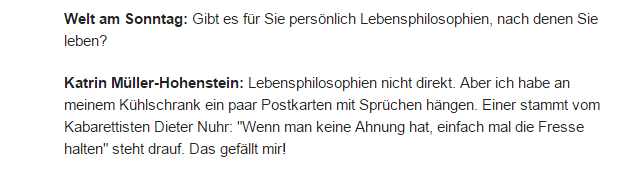 Welt am Sonntag: Gibt es für Sie persönlich Lebensphilosophien, nach denen Sie
leben?
Katrin Müller-Hohenstein: Lebensphilosophien nicht direkt. Aber ich habe an
meinem Kühlschrank ein paar Postkarten mit Sprüchen hängen. Einer stammt vom
Kabarettisten Dieter Nuhr: "Wenn man keine Ahnung hat, einfach mal die Fresse
halten" steht drauf. Das gefällt mir!